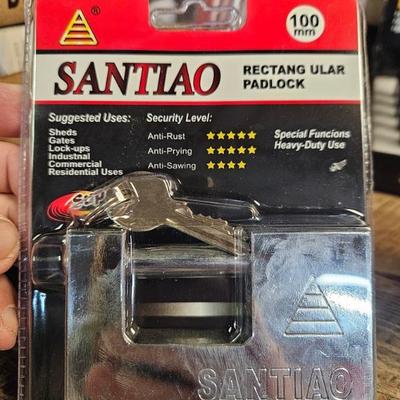 ®
100
mm
SANTIAO
RECTANG ULAR
PADLOCK
Suggested Uses:
Sheds
Gates
Lock-ups
Industnal
Commercial
Residential Uses
Security Level:
Anti-Rust
Anti-Prying
Anti-Sawing
Special Funcions
Heavy-Duty Use
SANTIAO